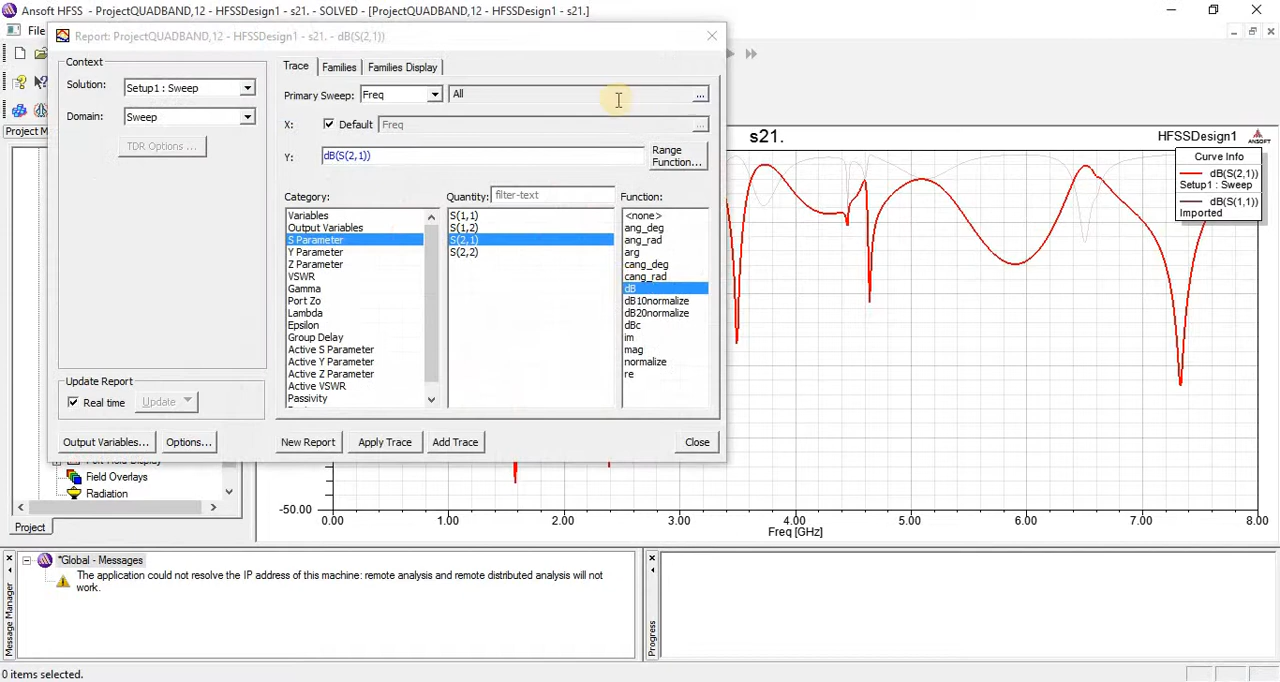 Ansoft HFSS - ProjectQUADBAND,12 - HFSSDesign1 - s21. - SOLVED - [ProjectQUADBAND,12 - HFSSDesign1 - s21.]
File
Report: ProjectQUADBAND,12 - HFSSDesign1 - s21. - dB(S(2,1))
Context
Solution:
Setup1 : Sweep
Domain:
Sweep
TDR Options ...
Update Report
Real time
Update
Output Variables...
Options...
Trace
Families
Families Display
Primary Sweep:
Freq
All
...
X:
Default
Freq
...
Y:
dB(S(2,1))
Range
Function...
Category:
Variables
Output Variables
S Parameter
Y Parameter
Z Parameter
VSWR
Gamma
Port Zo
Lambda
Epsilon
Group Delay
Active S Parameter
Active Y Parameter
Active Z Parameter
Active VSWR
Passivity
Quantity:
filter-text
S(1,1)
S(1,2)
S(2,1)
S(2,2)
Function:
<none>
ang_deg
ang_rad
arg
cang_deg
cang_rad
dB
dB10normalize
dB20normalize
dBc
im
mag
normalize
re
New Report
Apply Trace
Add Trace
Close
Project M
Field Overlays
Radiation
Project
s21.
HFSSDesign1
ANSOFT
Curve Info
dB(S(2,1))
Setup1 : Sweep
dB(S(1,1))
Imported
-50.00
0.00
1.00
2.00
3.00
4.00
5.00
6.00
7.00
8.00
Freq [GHz]
Message Manager
*Global - Messages
The application could not resolve the IP address of this machine: remote analysis and remote distributed analysis will not
work.
Progress
0 items selected.